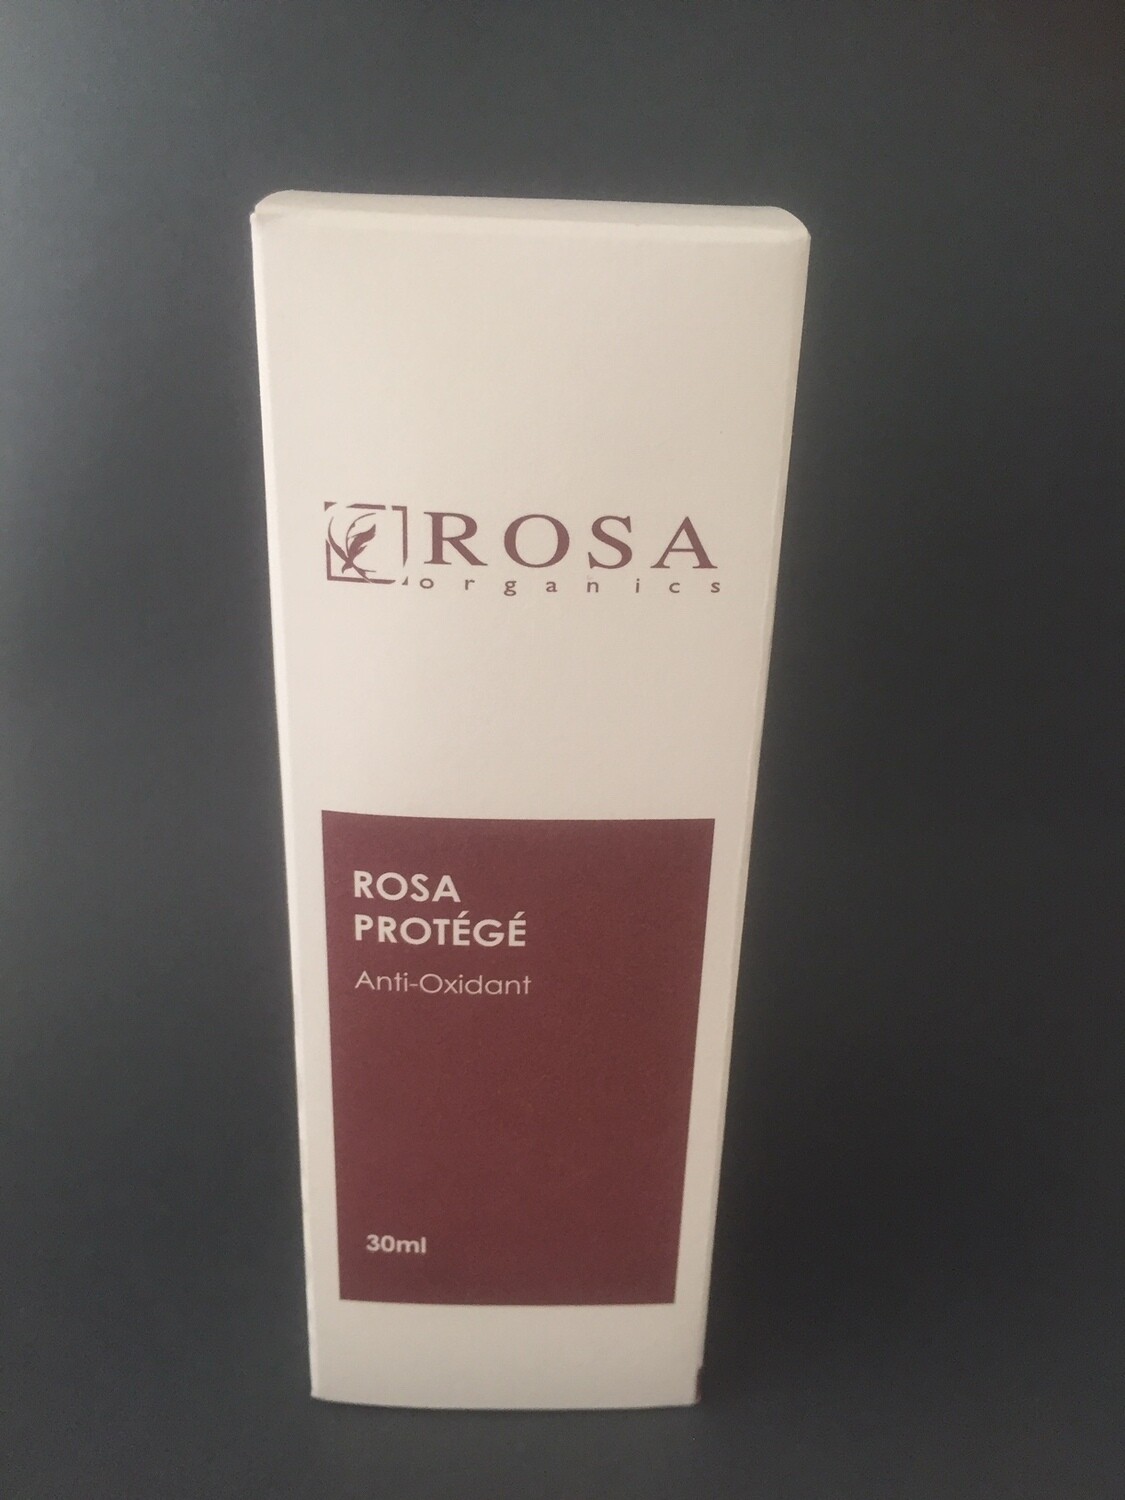 ROSA
organics
ROSA
PROTÉGÉ
Anti-Oxidant
30ml